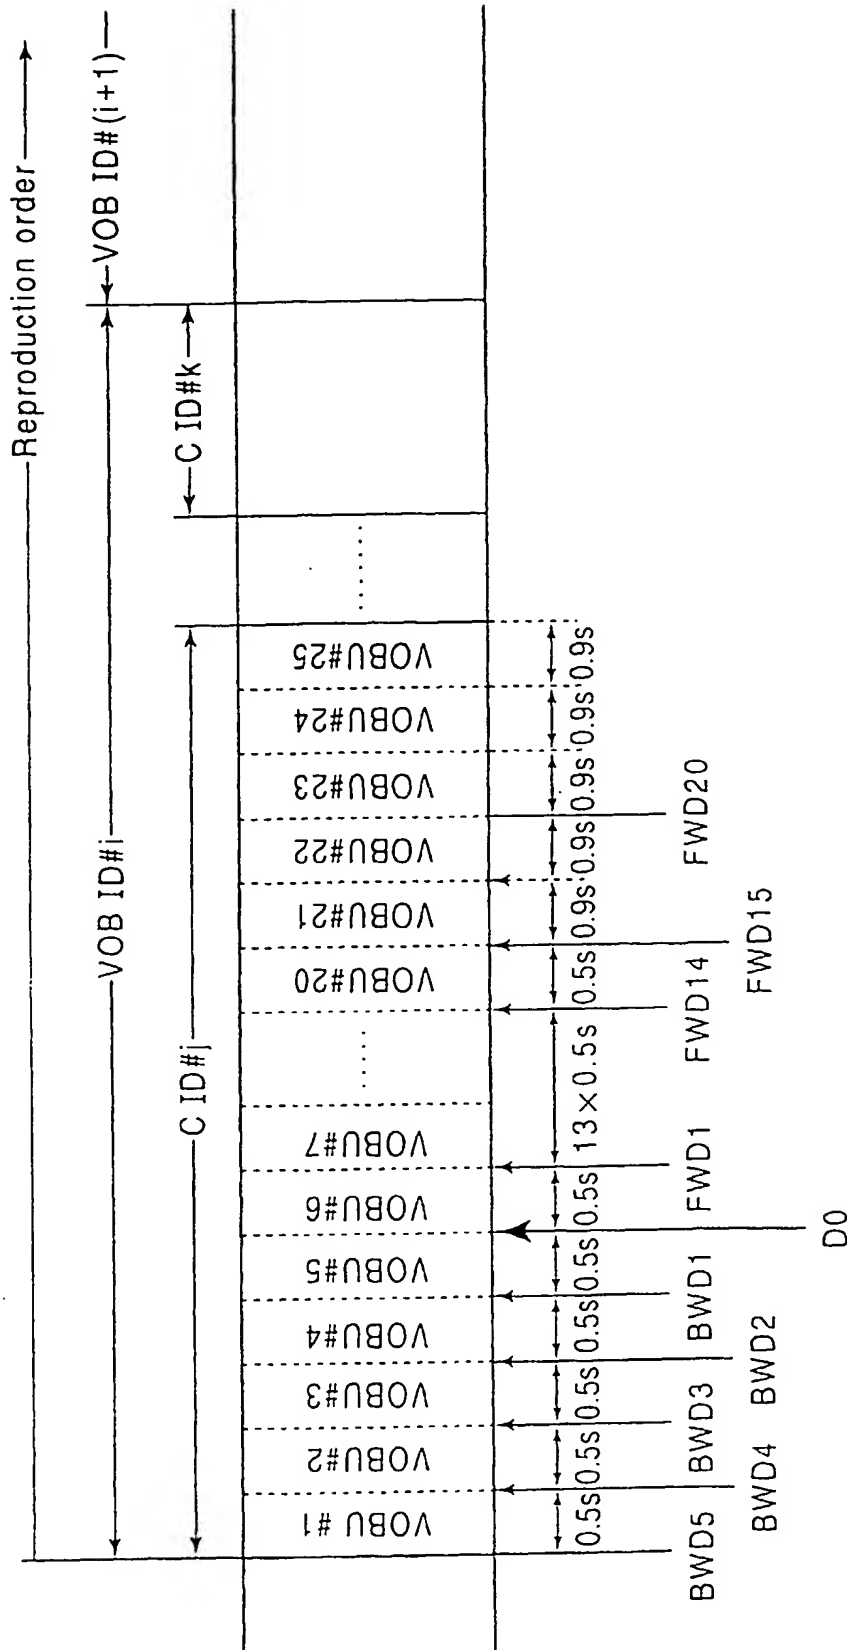 Reproduction order
VOB ID#i
VOB ID#(i+1)
C ID#j
C ID#k
VOBU #1
VOBU#2
VOBU#3
VOBU#4
VOBU#5
VOBU#6
VOBU#7
........
VOBU#20
VOBU#21
VOBU#22
VOBU#23
VOBU#24
VOBU#25
........
0.5s
0.5s
0.5s
0.5s
0.5s
0.5s
13×0.5s
0.5s
0.9s
0.9s
0.9s
0.9s
0.9s
BWD5
BWD4
BWD3
BWD2
BWD1
D0
FWD1
FWD14
FWD15
FWD20